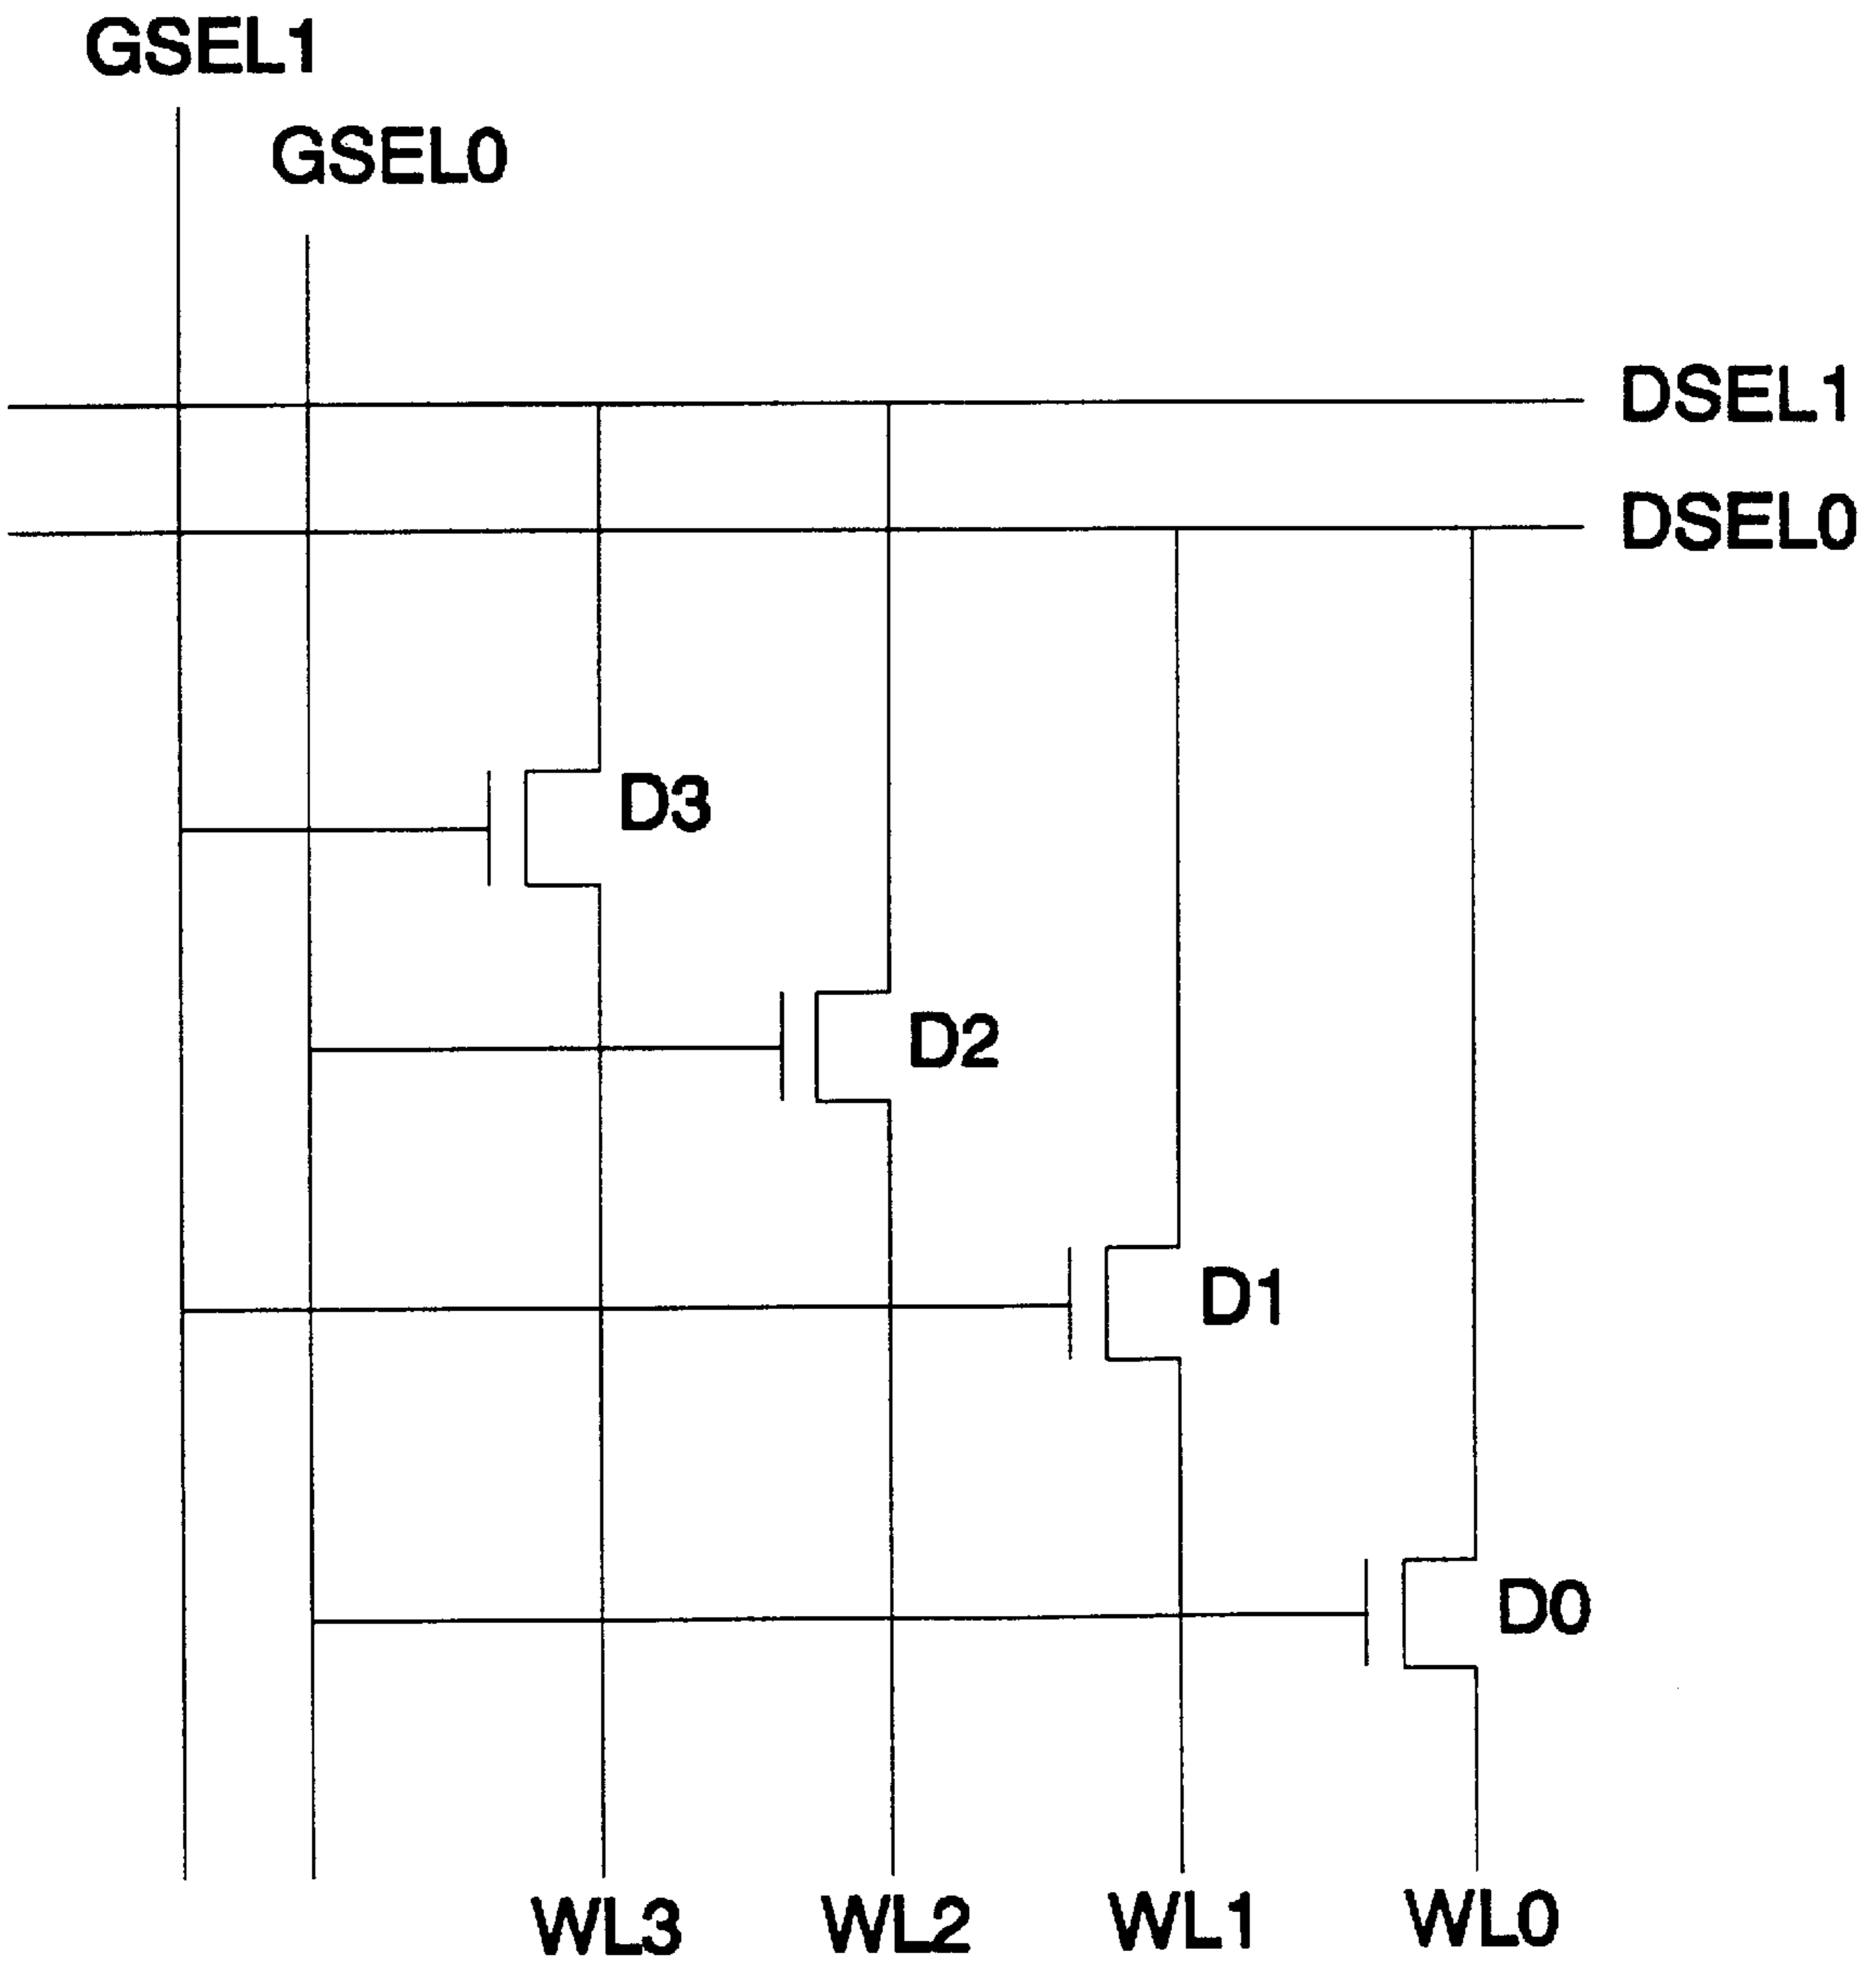 GSEL1
GSEL0
DSEL1
DSEL0
D3
D2
D1
D0
WL3 WL2 WL1 WL0